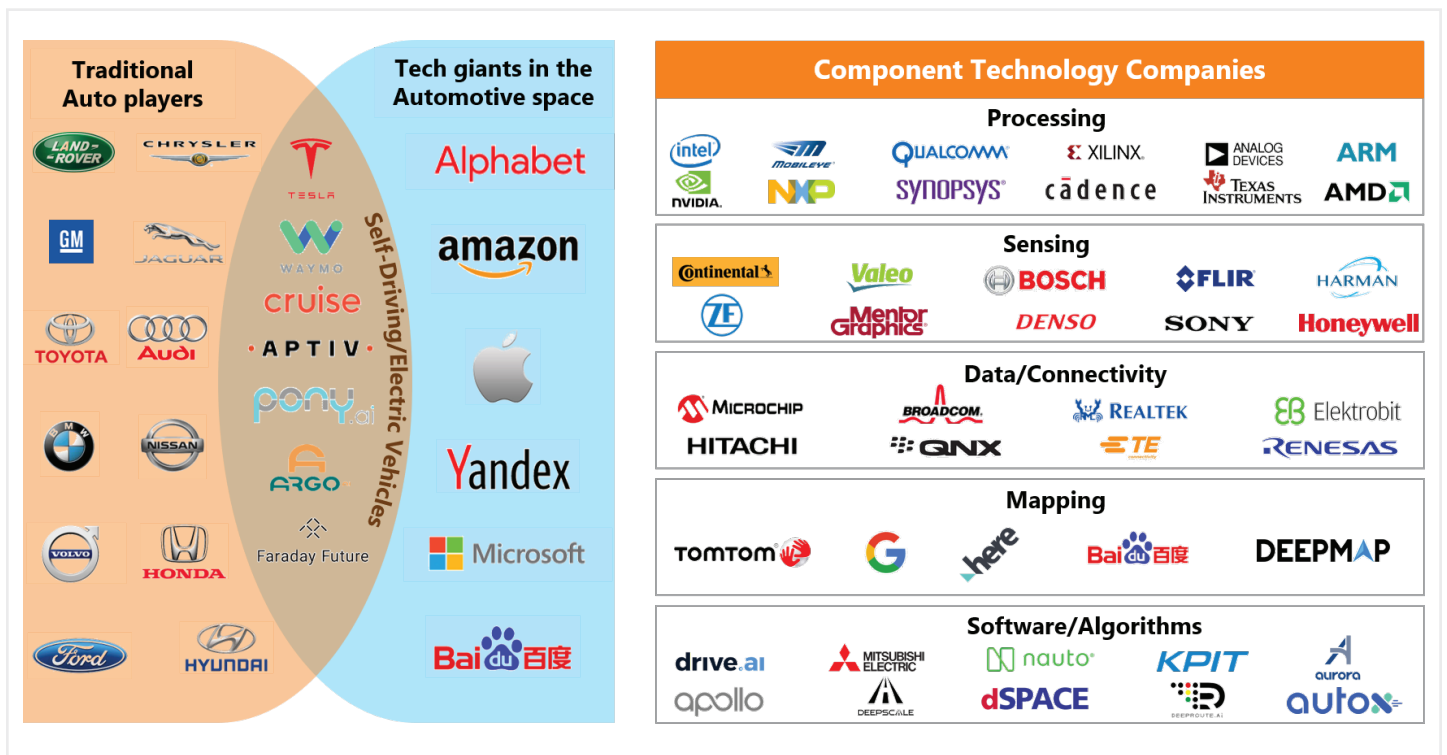 Traditional
Auto players
Tech giants in the
Automotive space
LAND-
-ROVER
CHRYSLER
GM
JAGUAR
TOYOTA
Audi
BMW
NISSAN
VOLVO
HONDA
Ford
HYUNDAI
TESLA
WAYMO
cruise
• APTIV •
pony.ai
ARGO
Faraday Future
Self-Driving/Electric Vehicles
Alphabet
amazon
Yandex
Microsoft
Bai du 百度
Component Technology Companies
Processing
intel MOBILEYE QUALCOMM XILINX ANALOG DEVICES ARM
NVIDIA NXP SYNOPSYS cādence TEXAS INSTRUMENTS AMD
Sensing
Continental Valeo BOSCH FLIR HARMAN
ZF Mentor Graphics DENSO SONY Honeywell
Data/Connectivity
MICROCHIP BROADCOM REALTEK Elektrobit
HITACHI QNX TE connectivity RENESAS
Mapping
TOMTOM G here Bai du 百度 DEEPMAP
Software/Algorithms
drive.ai MITSUBISHI ELECTRIC nauto KPIT aurora
apollo DEEPSCALE dSPACE DEEPROUTE.Ai autox